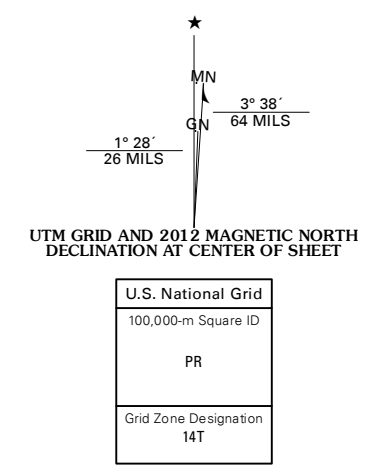 ★
MN
3° 38´
64 MILS
GN
1° 28´
26 MILS
UTM GRID AND 2012 MAGNETIC NORTH
DECLINATION AT CENTER OF SHEET
U.S. National Grid
100,000-m Square ID
PR
Grid Zone Designation
14T